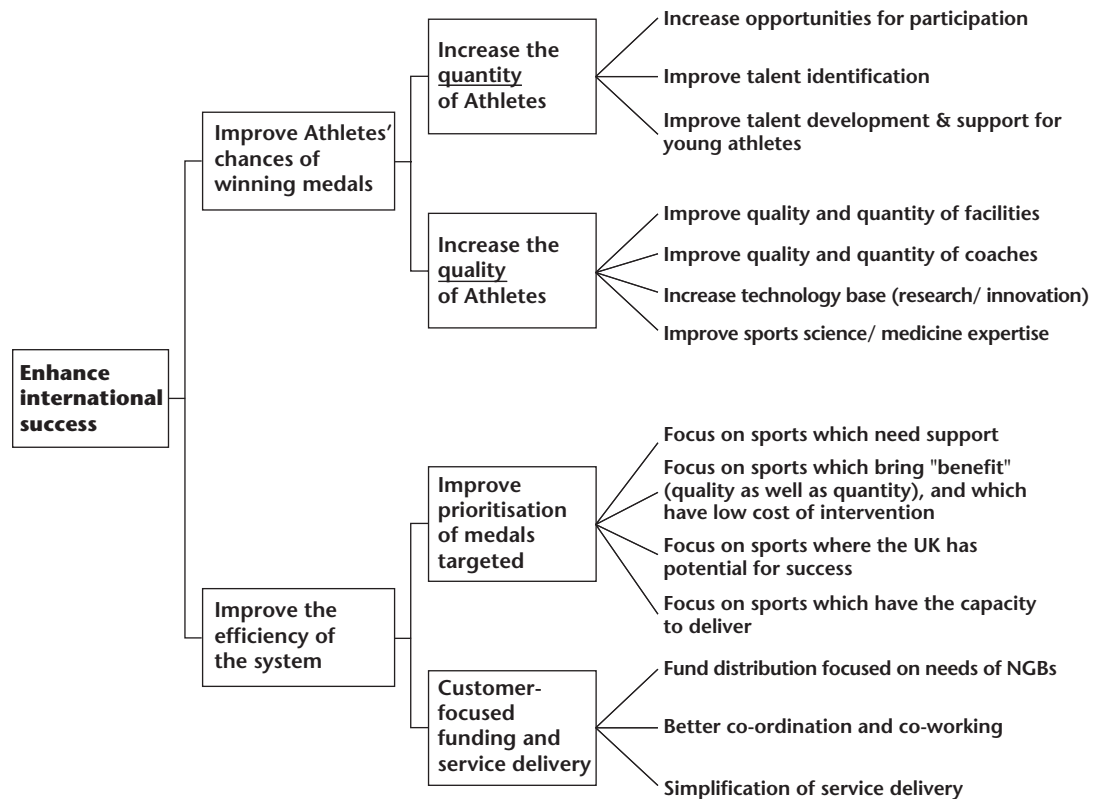 Enhance
international
success
Improve Athletes'
chances of
winning medals
Increase the
quantity
of Athletes
Increase opportunities for participation
Improve talent identification
Improve talent development & support for
young athletes
Increase the
quality
of Athletes
Improve quality and quantity of facilities
Improve quality and quantity of coaches
Increase technology base (research/ innovation)
Improve sports science/ medicine expertise
Improve the
efficiency of
the system
Improve
prioritisation
of medals
targeted
Focus on sports which need support
Focus on sports which bring "benefit"
(quality as well as quantity), and which
have low cost of intervention
Focus on sports where the UK has
potential for success
Focus on sports which have the capacity
to deliver
Customer-
focused
funding and
service delivery
Fund distribution focused on needs of NGBs
Better co-ordination and co-working
Simplification of service delivery